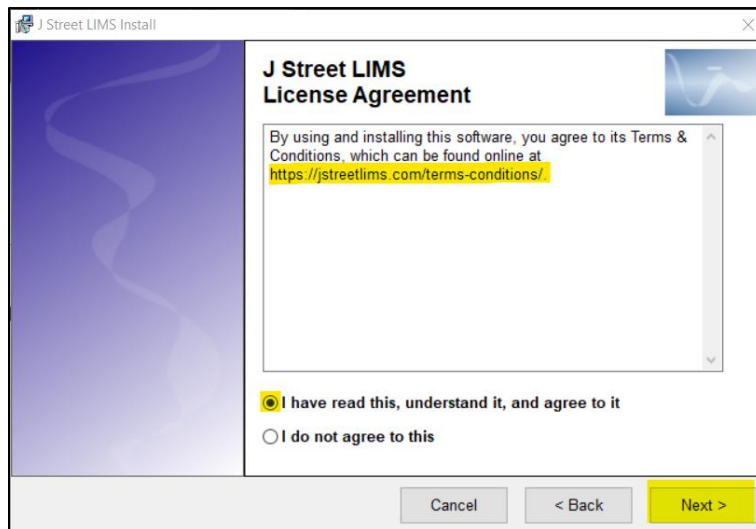 J Street LIMS Install
J Street LIMS
License Agreement
By using and installing this software, you agree to its Terms &
Conditions, which can be found online at
https://jstreetlims.com/terms-conditions/.
I have read this, understand it, and agree to it
I do not agree to this
Cancel
< Back
Next >